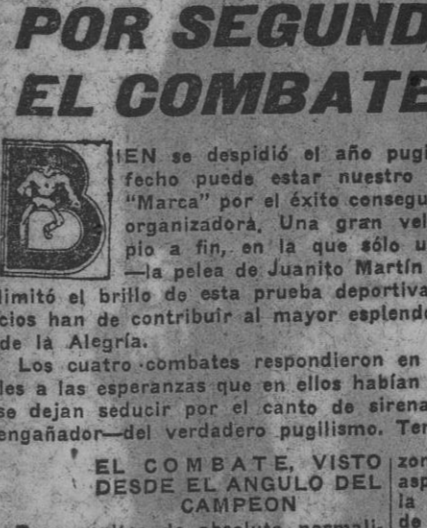 POR SEGUND
EL COMBATE
BIEN se despidió el año pugi
fecho puede estar nuestro
"Marca" por el éxito consegu
organizadora. Una gran vel
pio a fin, en la que sólo u
—la pelea de Juanito Martín
limitó el brillo de esta prueba deportiva
cios han de contribuir al mayor esplendo
de la Alegría.
Los cuatro combates respondieron en
les a las esperanzas que en ellos habían
se dejan seducir por el canto de sirena
engañador—del verdadero pugilismo. Ter
EL COMBATE, VISTO
DESDE EL ANGULO DEL
CAMPEON
zon
asp
la
de